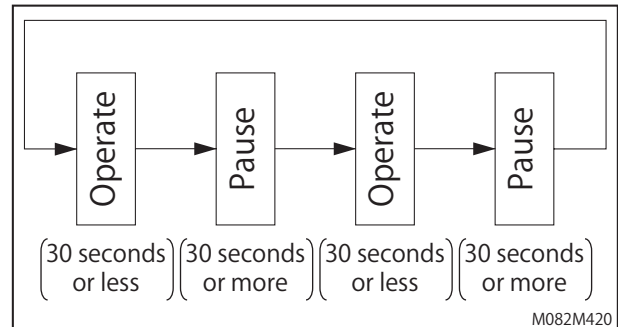 Operate
Pause
Operate
Pause
(30 seconds or less)
(30 seconds or more)
(30 seconds or less)
(30 seconds or more)
M082M420